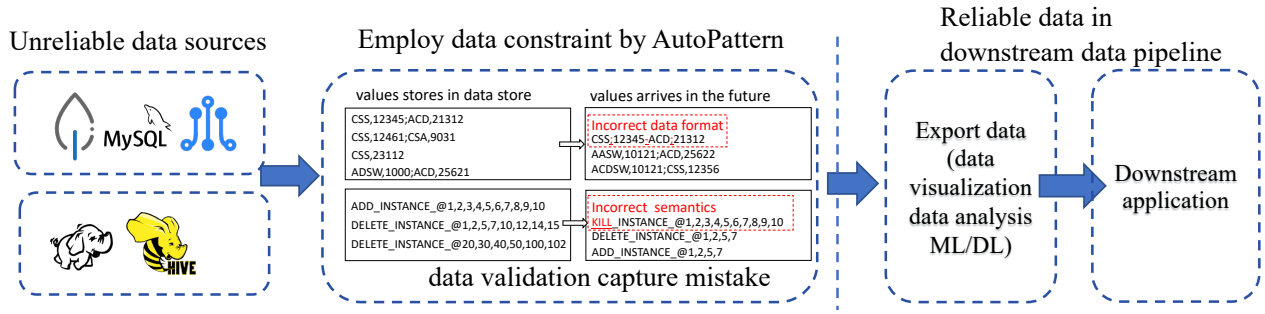 Unreliable data sources
MySQL
HIVE
Employ data constraint by AutoPattern
values stores in data store
CSS,12345;ACD,21312
CSS,12461;CSA,9031
CSS,23112
ADSW,1000;ACD,25621
values arrives in the future
Incorrect data format
CSS;12345-ACD;21312
AASW,10121;ACD,25622
ACDSW,10121;CSS,12356
ADD_INSTANCE_@1,2,3,4,5,6,7,8,9,10
DELETE_INSTANCE_@1,2,5,7,10,12,14,15
DELETE_INSTANCE_@20,30,40,50,100,102
Incorrect semantics
KILL_INSTANCE_@1,2,3,4,5,6,7,8,9,10
DELETE_INSTANCE_@1,2,5,7
ADD_INSTANCE_@1,2,5,7
data validation capture mistake
Reliable data in
downstream data pipeline
Export data
(data
visualization
data analysis
ML/DL)
Downstream
application